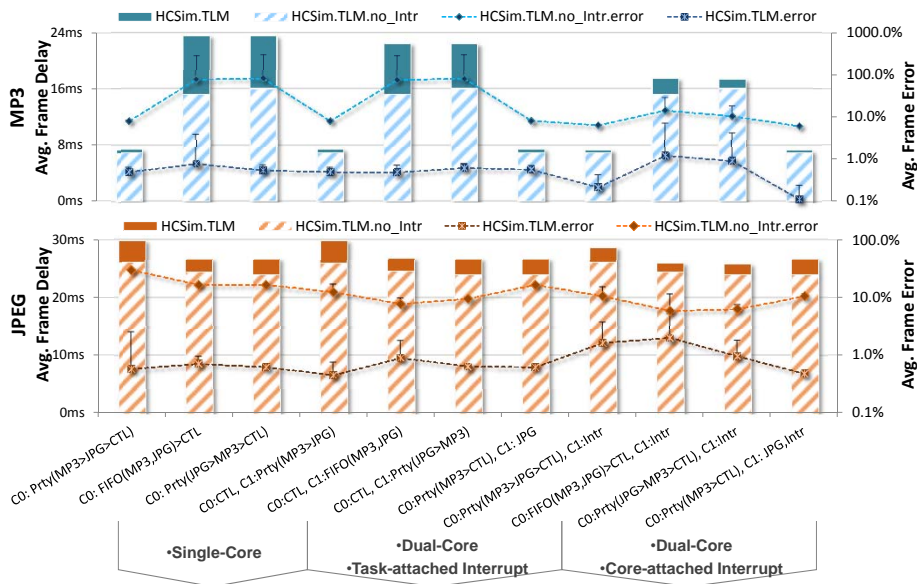 HCSim.TLM HCSim.TLM.no_Intr HCSim.TLM.no_Intr.error HCSim.TLM.error
24ms
16ms
8ms
0ms
MP3
Avg. Frame Delay
1000.0%
100.0%
10.0%
1.0%
0.1%
Avg. Frame Error
HCSim.TLM HCSim.TLM.no_Intr HCSim.TLM.error HCSim.TLM.no_Intr.error
30ms
20ms
10ms
0ms
JPEG
Avg. Frame Delay
100.0%
10.0%
1.0%
0.1%
Avg. Frame Error
C0: Prty(MP3>JPG>CTL)
C0: FIFO(MP3,JPG)>CTL
C0: Prty(JPG>MP3>CTL)
C0:CTL, C1:Prty(MP3>JPG)
C0:CTL, C1:FIFO(MP3,JPG)
C0:CTL, C1:Prty(JPG>MP3)
C0:Prty(MP3>CTL), C1: JPG
C0:Prty(MP3>JPG>CTL), C1:Intr
C0:FIFO(MP3,JPG)>CTL, C1:Intr
C0:Prty(JPG>MP3>CTL), C1:Intr
C0:Prty(MP3>CTL), C1: JPG,Intr
•Single-Core
•Dual-Core
•Task-attached Interrupt
•Dual-Core
•Core-attached Interrupt